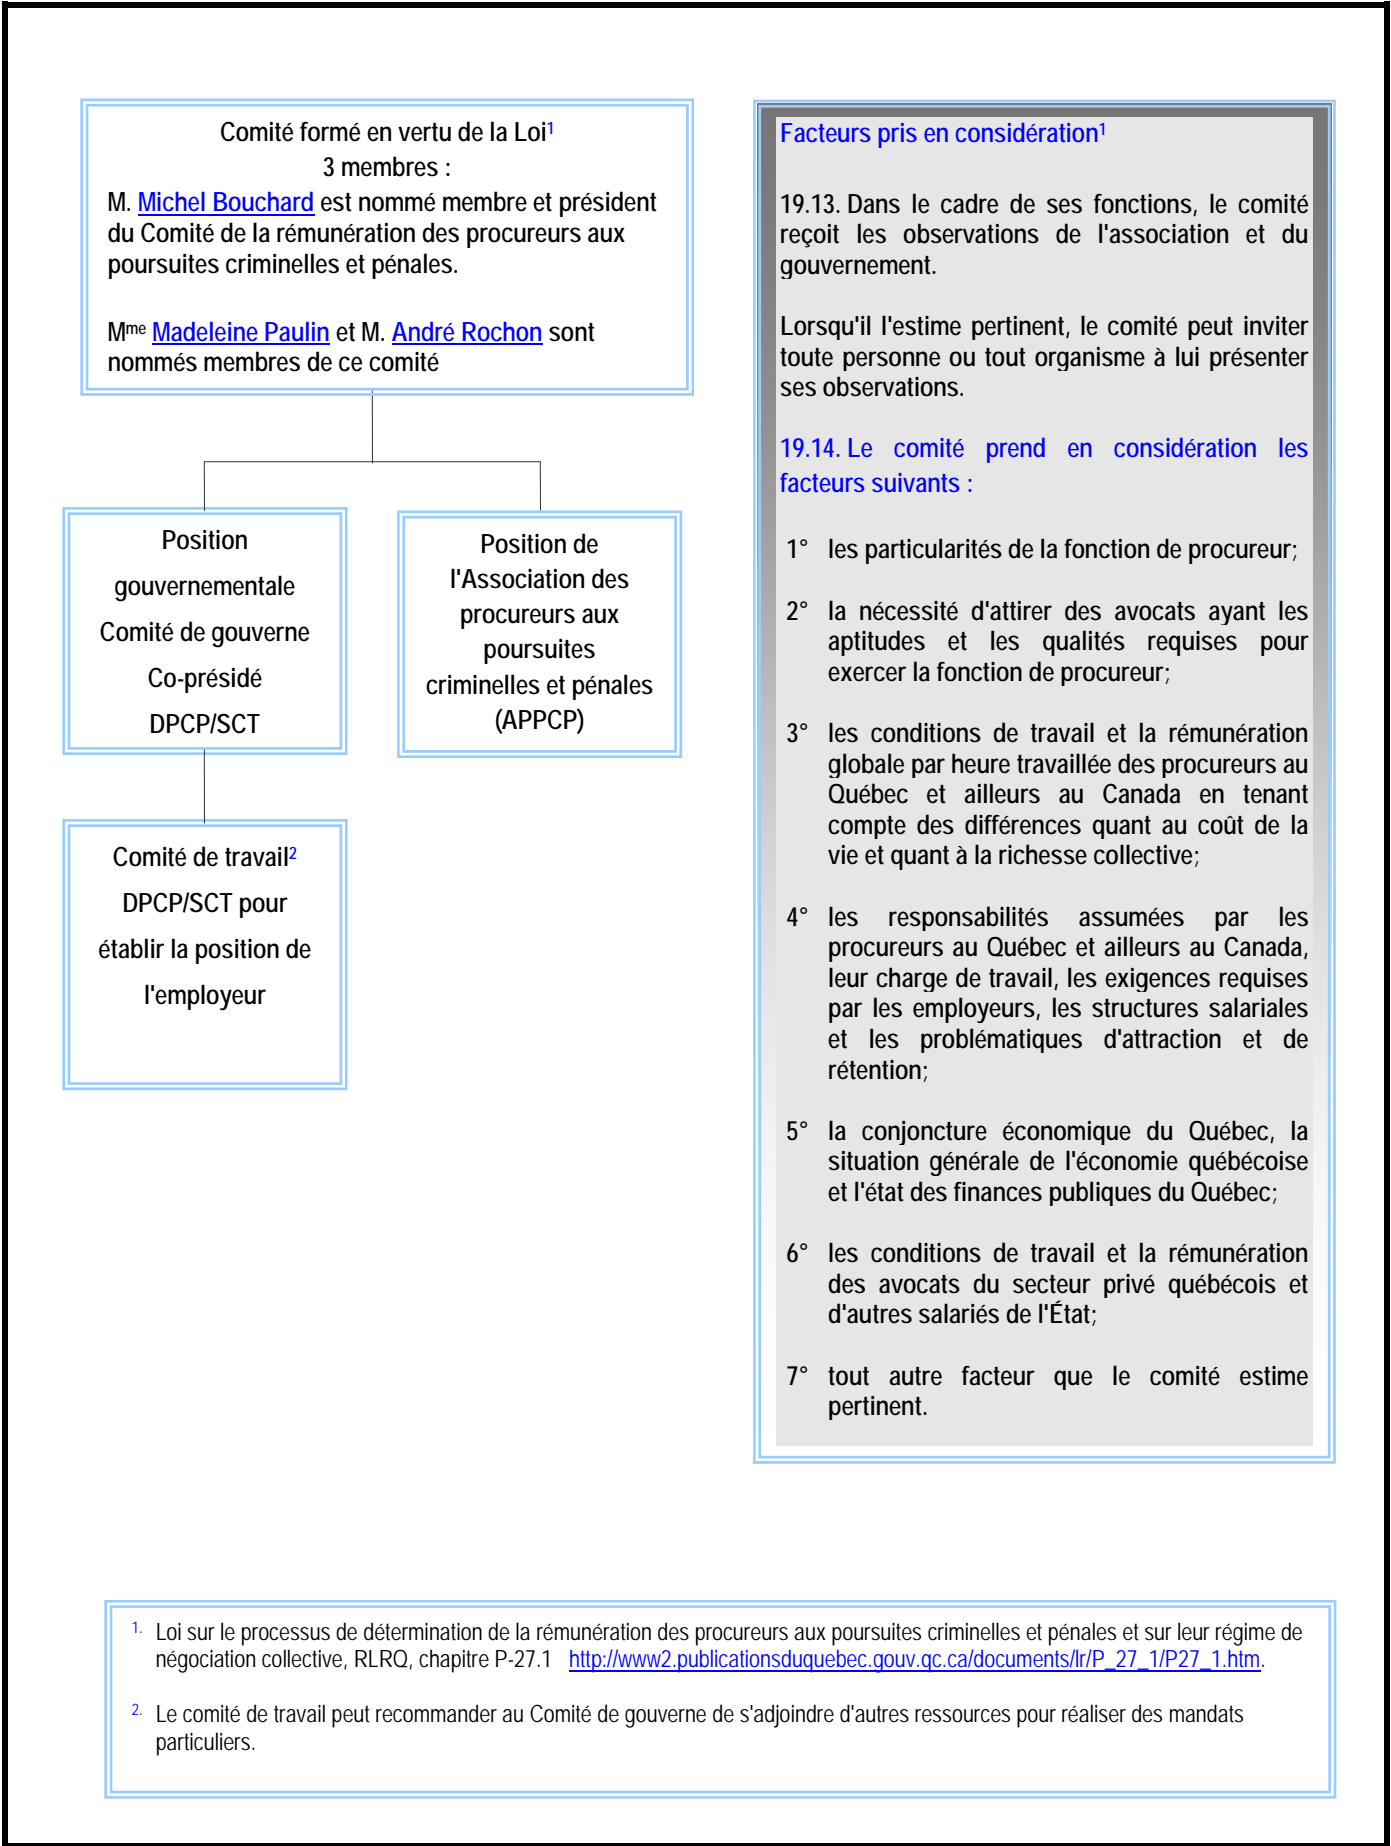 Comité formé en vertu de la Loi1
3 membres :
M. Michel Bouchard est nommé membre et président
du Comité de la rémunération des procureurs aux
poursuites criminelles et pénales.
Mme Madeleine Paulin et M. André Rochon sont
nommés membres de ce comité
Position
gouvernementale
Comité de gouverne
Co-présidé
DPCP/SCT
Position de
l'Association des
procureurs aux
poursuites
criminelles et pénales
(APPCP)
Comité de travail2
DPCP/SCT pour
établir la position de
l'employeur
Facteurs pris en considération1
19.13. Dans le cadre de ses fonctions, le comité
reçoit les observations de l'association et du
gouvernement.
Lorsqu'il l'estime pertinent, le comité peut inviter
toute personne ou tout organisme à lui présenter
ses observations.
19.14. Le comité prend en considération les
facteurs suivants :
1° les particularités de la fonction de procureur;
2° la nécessité d'attirer des avocats ayant les
aptitudes et les qualités requises pour
exercer la fonction de procureur;
3° les conditions de travail et la rémunération
globale par heure travaillée des procureurs au
Québec et ailleurs au Canada en tenant
compte des différences quant au coût de la
vie et quant à la richesse collective;
4° les responsabilités assumées par les
procureurs au Québec et ailleurs au Canada,
leur charge de travail, les exigences requises
par les employeurs, les structures salariales
et les problématiques d'attraction et de
rétention;
5° la conjoncture économique du Québec, la
situation générale de l'économie québécoise
et l'état des finances publiques du Québec;
6° les conditions de travail et la rémunération
des avocats du secteur privé québécois et
d'autres salariés de l'État;
7° tout autre facteur que le comité estime
pertinent.
1. Loi sur le processus de détermination de la rémunération des procureurs aux poursuites criminelles et pénales et sur leur régime de
négociation collective, RLRQ, chapitre P-27.1 http://www2.publicationsduquebec.gouv.qc.ca/documents/lr/P_27_1/P27_1.htm.
2. Le comité de travail peut recommander au Comité de gouverne de s'adjoindre d'autres ressources pour réaliser des mandats
particuliers.